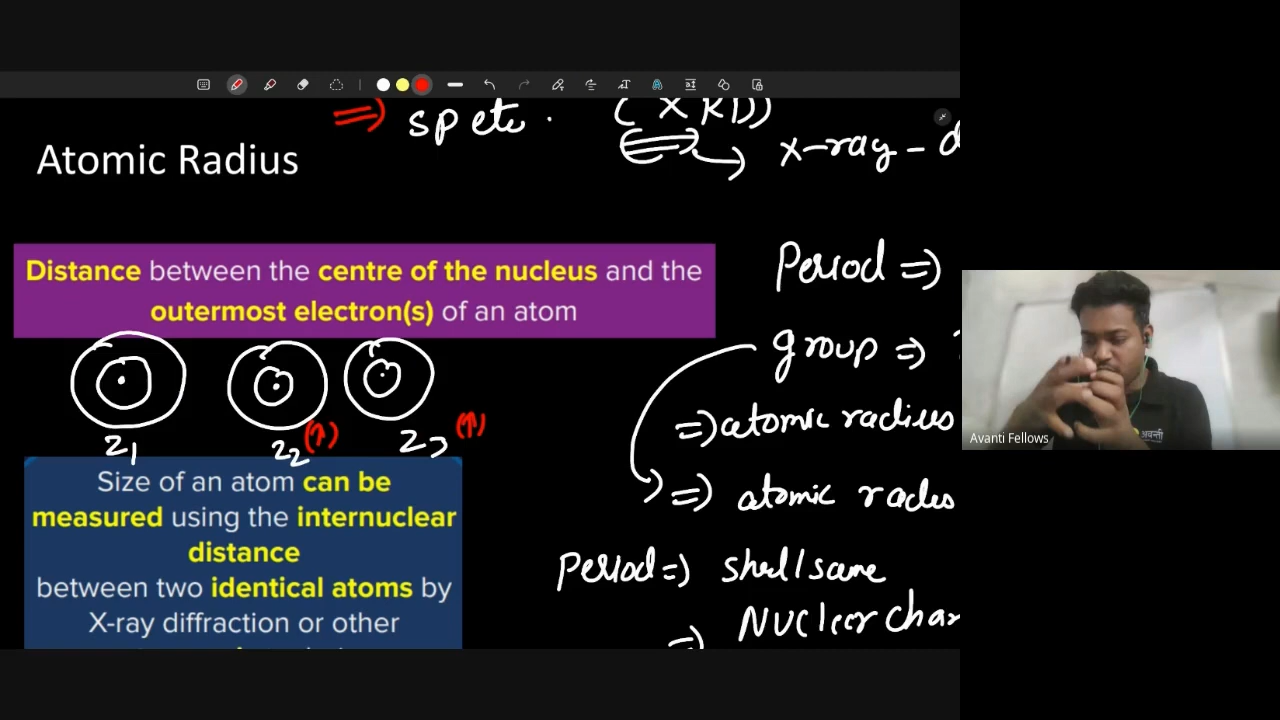 => spetc . (XRD))
Atomic Radius
x-ray-d
Distance between the centre of the nucleus and the
outermost electron(s) of an atom
Period =>
group =>
Z1 Z2 (↑) Z3 (↑)
=> atomic radius
=> atomic rades
Size of an atom can be
measured using the internuclear
distance
between two identical atoms by
X-ray diffraction or other
Period => shell same
=> Nuclear char
Avanti Fellows
अवन्ती